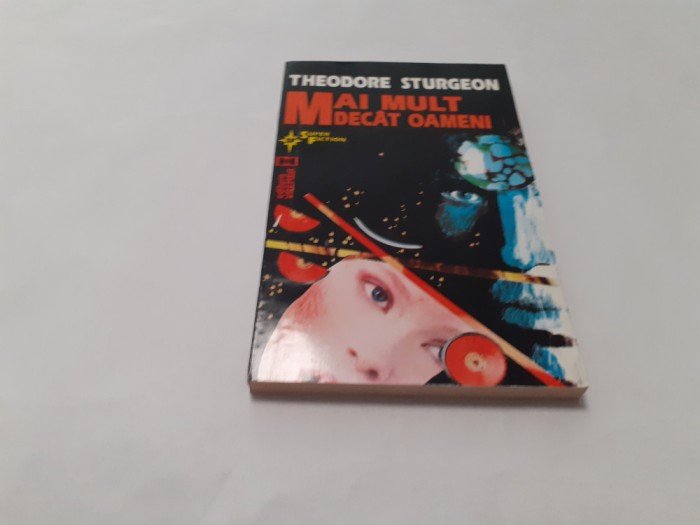 THEODORE STURGEON
MAI MULT
DECÂT OAMENI
SUPER
FICTION